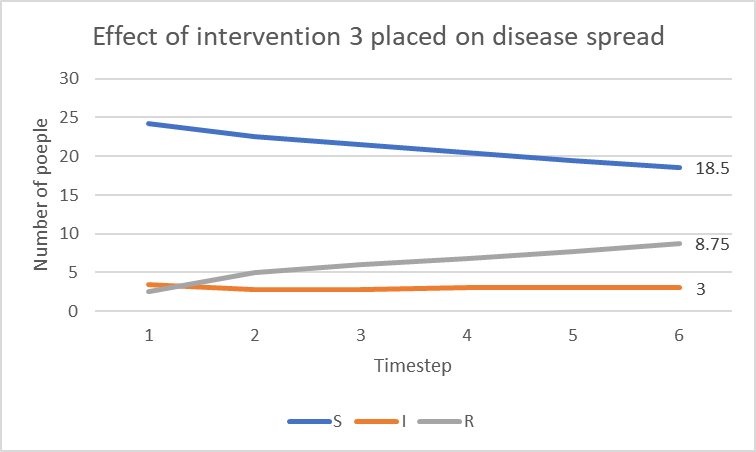 Effect of intervention 3 placed on disease spread
Number of poeple
30
25
20
15
10
5
0
18.5
8.75
3
1 2 3 4 5 6
Timestep
S I R